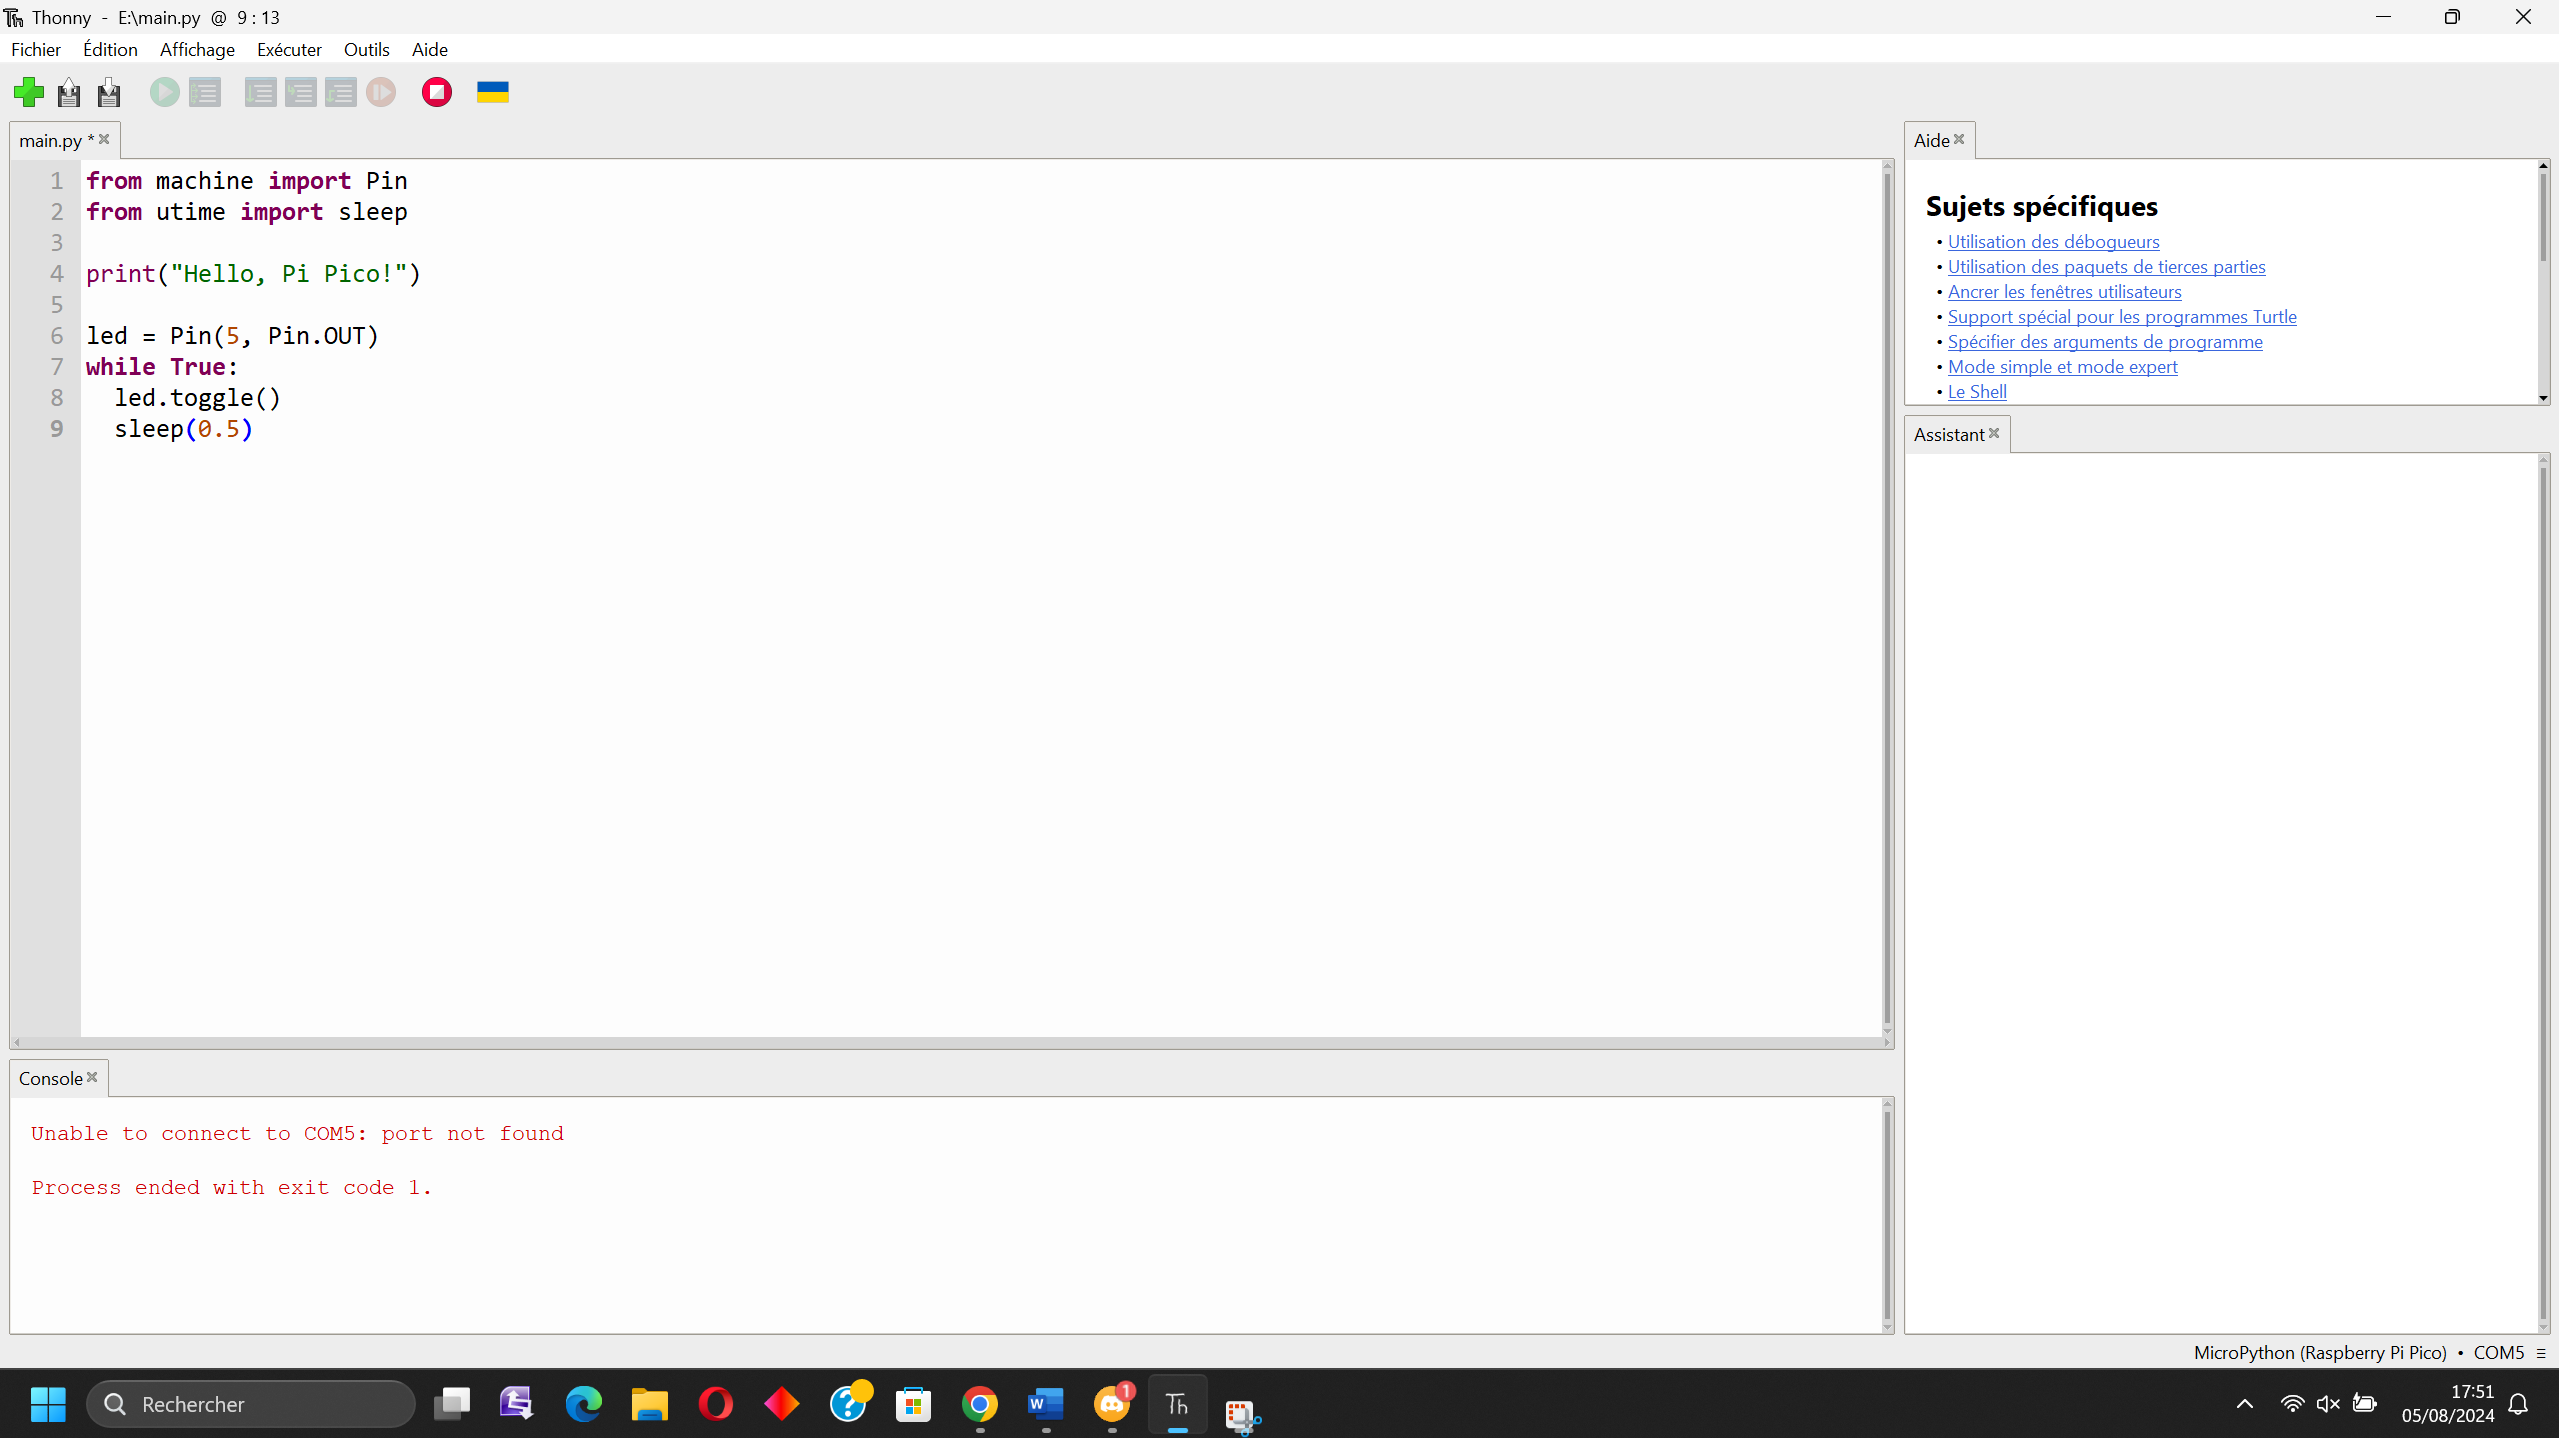 Thonny - E:\main.py @ 9:13
Fichier Édition Affichage Exécuter Outils Aide
main.py *
1 from machine import Pin
2 from utime import sleep
3
4 print("Hello, Pi Pico!")
5
6 led = Pin(5, Pin.OUT)
7 while True:
8   led.toggle()
9   sleep(0.5)
Console
Unable to connect to COM5: port not found
Process ended with exit code 1.
Aide
Sujets spécifiques
• Utilisation des débogueurs
• Utilisation des paquets de tierces parties
• Ancrer les fenêtres utilisateurs
• Support spécial pour les programmes Turtle
• Spécifier des arguments de programme
• Mode simple et mode expert
• Le Shell
Assistant
MicroPython (Raspberry Pi Pico) • COM5 ≡
Rechercher
1
Th
17:51
05/08/2024